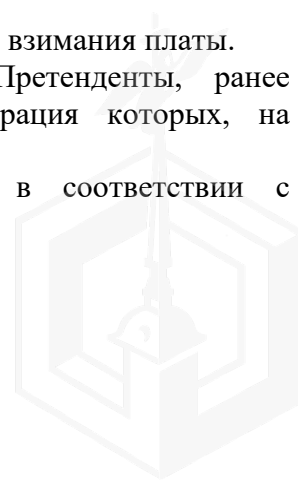 взимания платы.
Претенденты, ранее
рация которых, на
в соответствии с